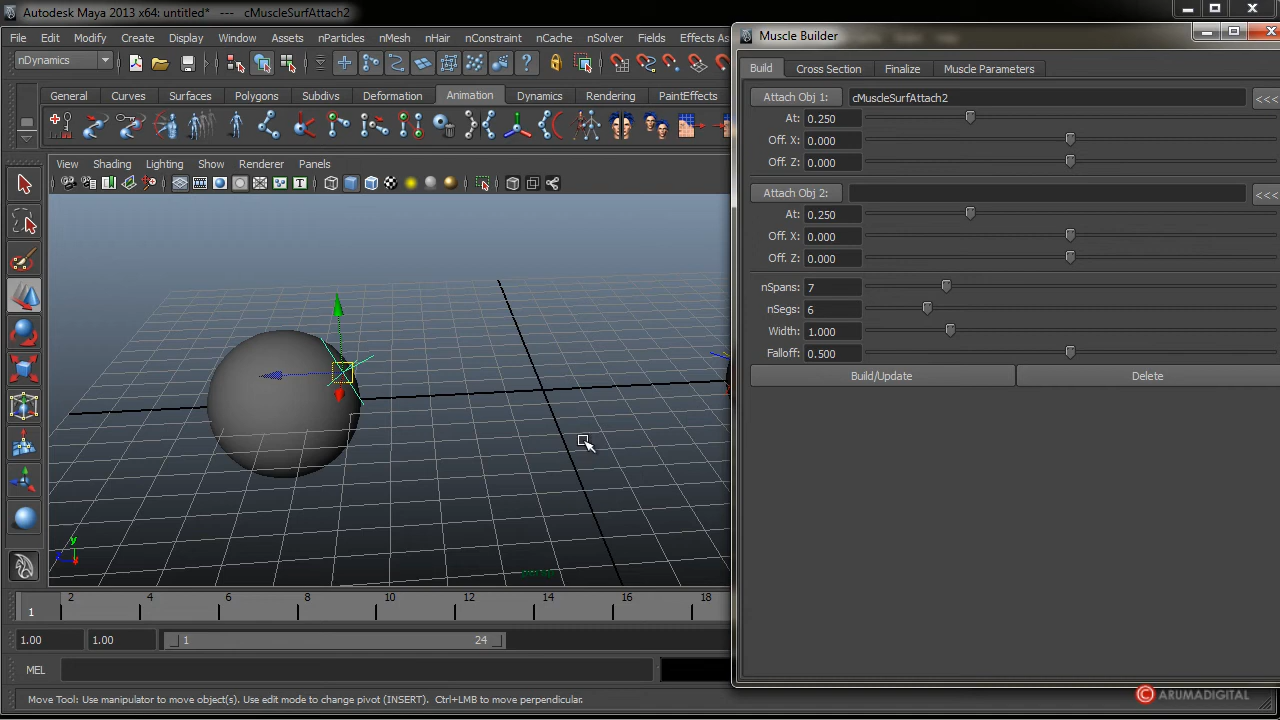 Autodesk Maya 2013 x64: untitled* --- cMuscleSurfAttach2
File Edit Modify Create Display Window Assets nParticles nMesh nHair nConstraint nCache nSolver Fields Effects As
nDynamics
General Curves Surfaces Polygons Subdivs Deformation Animation Dynamics Rendering PaintEffects
View Shading Lighting Show Renderer Panels
persp
1 2 4 6 8 10 12 14 16 18
1.00 1.00 1 24
MEL
Move Tool: Use manipulator to move object(s). Use edit mode to change pivot (INSERT). Ctrl+LMB to move perpendicular.
Muscle Builder
Build Cross Section Finalize Muscle Parameters
Attach Obj 1: cMuscleSurfAttach2 <<<
At: 0.250
Off. X: 0.000
Off. Z: 0.000
Attach Obj 2: <<<
At: 0.250
Off. X: 0.000
Off. Z: 0.000
nSpans: 7
nSegs: 6
Width: 1.000
Falloff: 0.500
Build/Update Delete
© ARUMADIGITAL